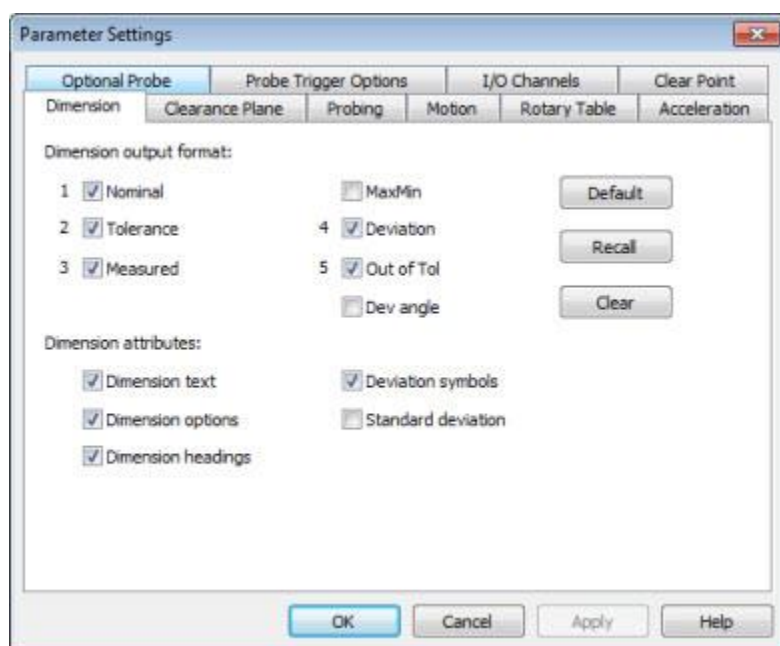 Parameter Settings
Optional Probe Probe Trigger Options I/O Channels Clear Point
Dimension Clearance Plane Probing Motion Rotary Table Acceleration
Dimension output format:
1 Nominal MaxMin Default
2 Tolerance 4 Deviation
Recall
3 Measured 5 Out of Tol
Dev angle Clear
Dimension attributes:
Dimension text Deviation symbols
Dimension options Standard deviation
Dimension headings
OK Cancel Apply Help